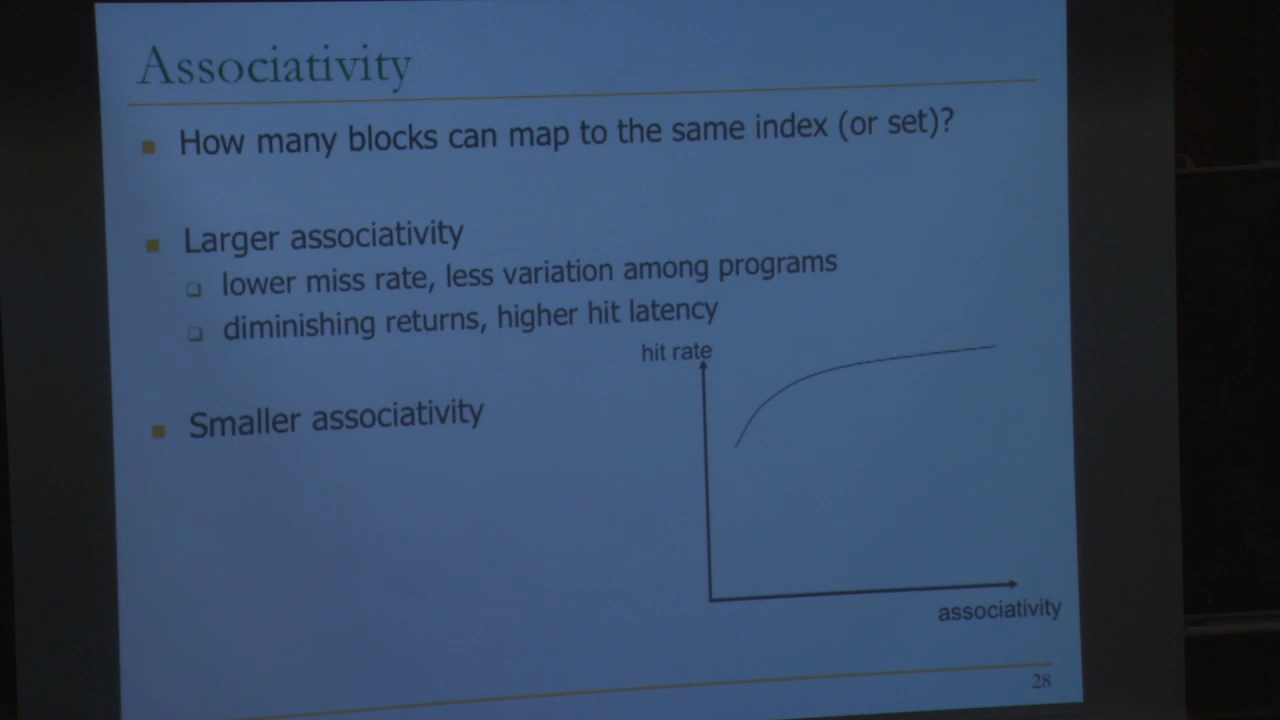 Associativity
How many blocks can map to the same index (or set)?
Larger associativity
lower miss rate, less variation among programs
diminishing returns, higher hit latency
hit rate
Smaller associativity
associativity
28